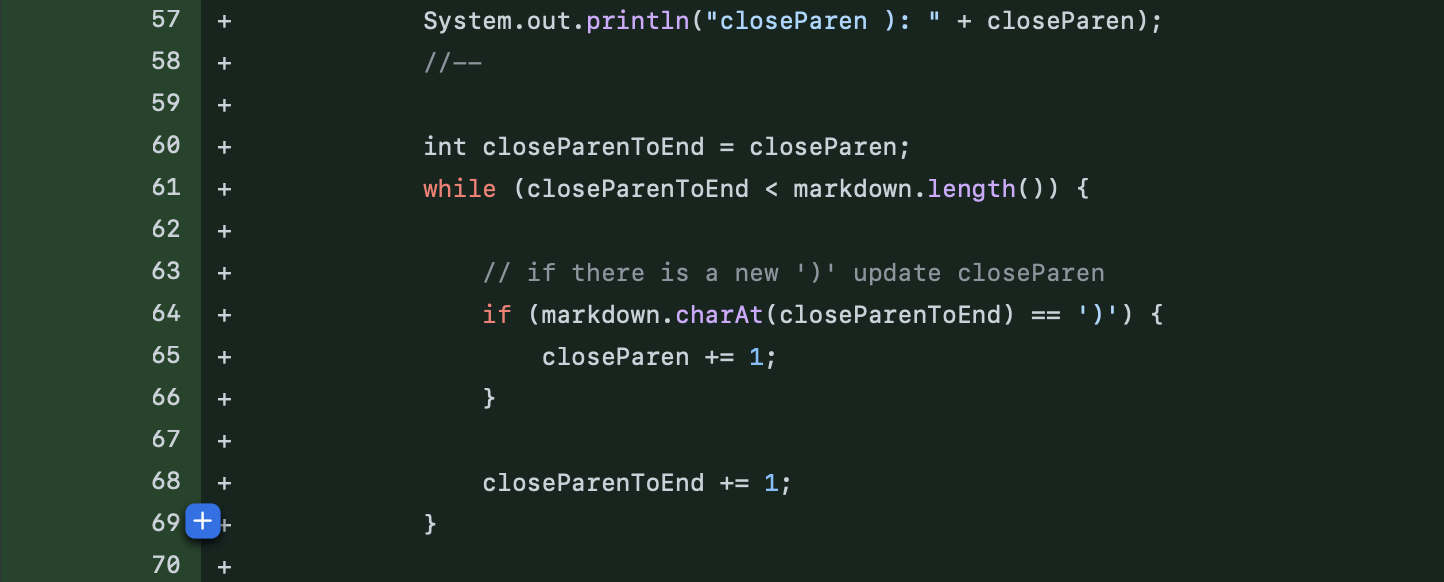 57 + System.out.println("closeParen ): " + closeParen);
58 + //--
59 +
60 + int closeParenToEnd = closeParen;
61 + while (closeParenToEnd < markdown.length()) {
62 +
63 + // if there is a new ')' update closeParen
64 + if (markdown.charAt(closeParenToEnd) == ')') {
65 + closeParen += 1;
66 + }
67 +
68 + closeParenToEnd += 1;
69 + + }
70 +